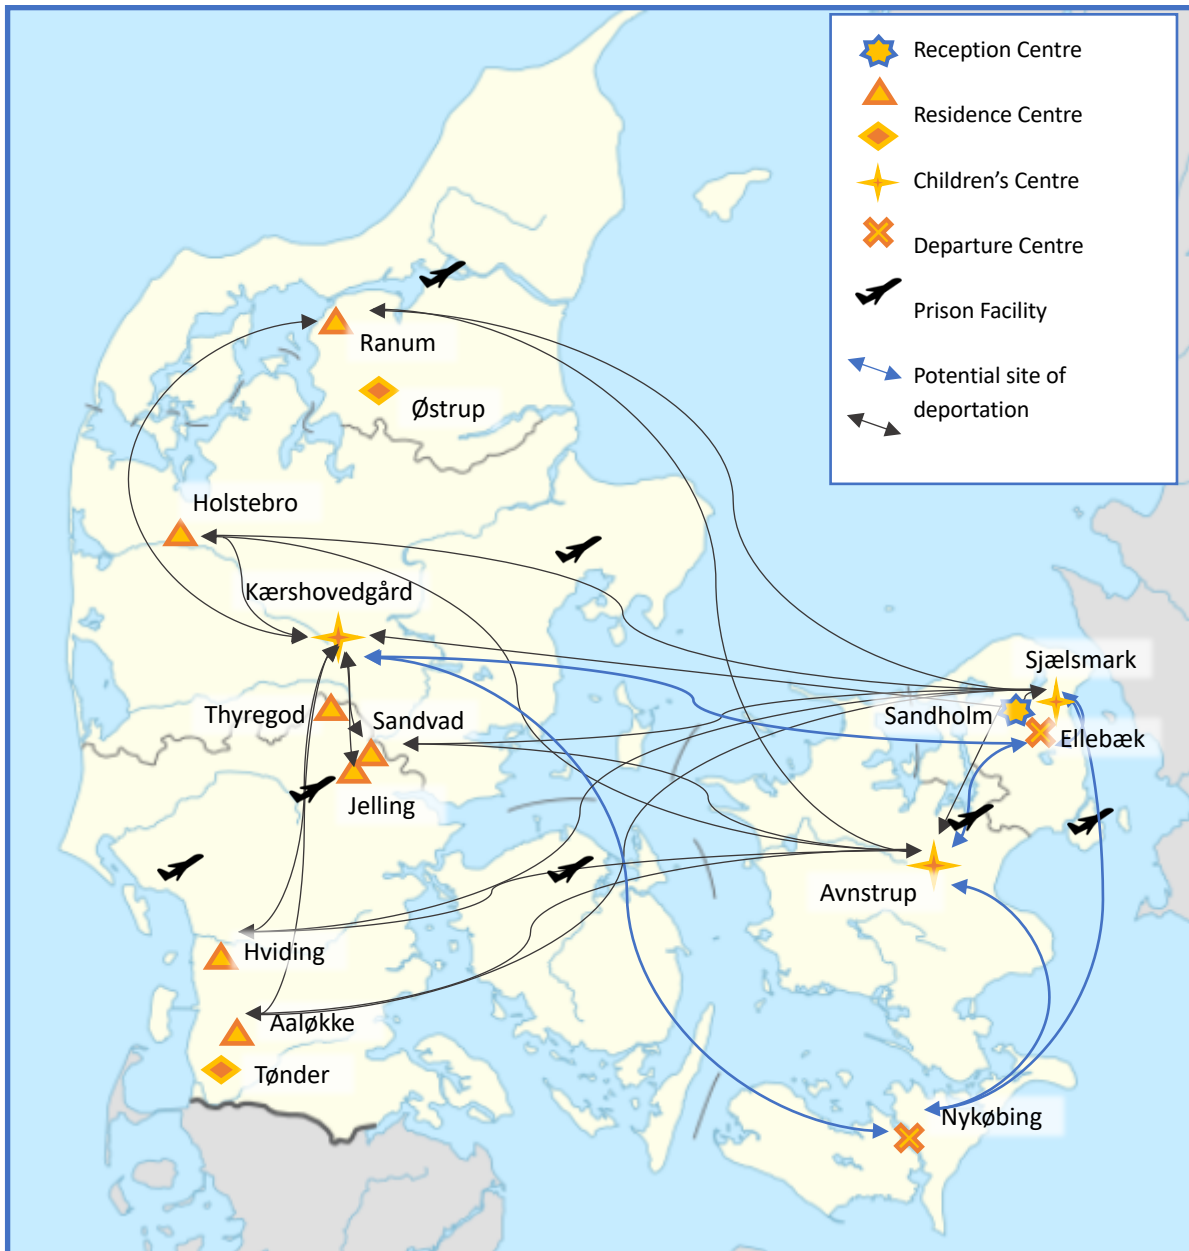 Reception Centre
Residence Centre
Children's Centre
Departure Centre
Prison Facility
Potential site of
deportation
Ranum
Østrup
Holstebro
Kærshovedgård
Sjælsmark
Thyregod
Sandvad
Sandholm
Ellebæk
Jelling
Avnstrup
Hviding
Aaløkke
Tønder
Nykøbing